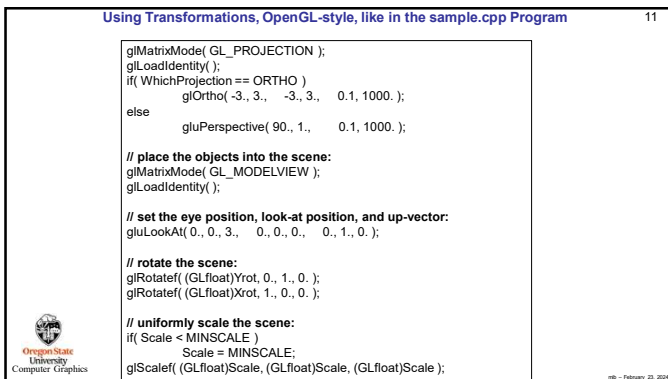 Using Transformations, OpenGL-style, like in the sample.cpp Program
11
glMatrixMode( GL_PROJECTION );
glLoadIdentity( );
if( WhichProjection == ORTHO )
glOrtho( -3., 3., -3., 3., 0.1, 1000. );
else
gluPerspective( 90., 1., 0.1, 1000. );
// place the objects into the scene:
glMatrixMode( GL_MODELVIEW );
glLoadIdentity( );
// set the eye position, look-at position, and up-vector:
gluLookAt( 0., 0., 3., 0., 0., 0., 0., 1., 0. );
// rotate the scene:
glRotatef( (GLfloat)Yrot, 0., 1., 0. );
glRotatef( (GLfloat)Xrot, 1., 0., 0. );
// uniformly scale the scene:
if( Scale < MINSCALE )
Scale = MINSCALE;
glScalef( (GLfloat)Scale, (GLfloat)Scale, (GLfloat)Scale );
Oregon State
University
Computer Graphics
mjb – February 23, 2024